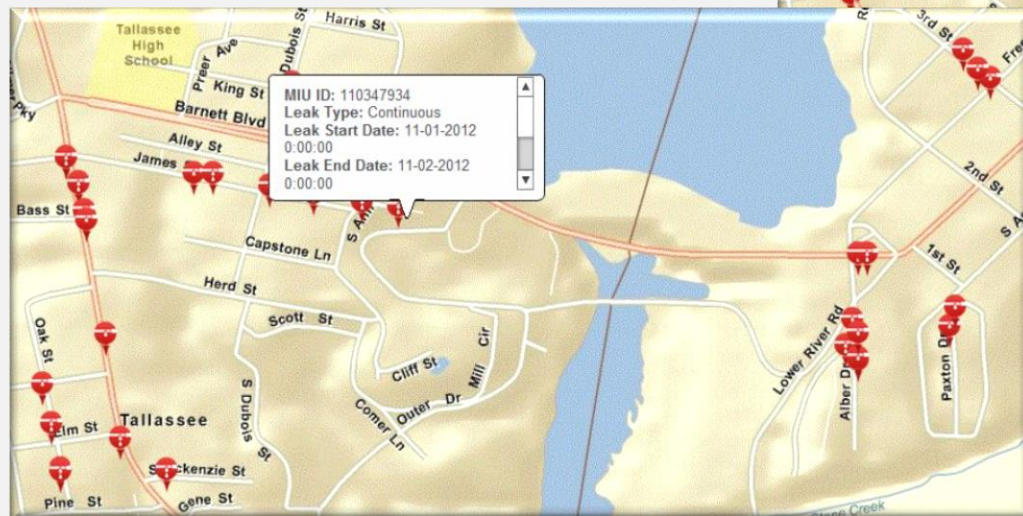 Harris St
3rd St
Tallassee
High
School
Preer Ave
Dubois St
King St
Pky
Barnett Blvd
MIU ID: 110347934
Leak Type: Continuous
Leak Start Date: 11-01-2012
0:00:00
Leak End Date: 11-02-2012
0:00:00
Alley St
James
2nd St
Bass St
S Ann
S A
Capstone Ln
1st St
Herd St
Scott St
Oak St
Lower River Rd
Cliff St
Mill Cir
Outer Dr
Comer Ln
S Dubois St
Alber Dr
Paxton D
Tallassee
Elm St
ckenzie St
Pine St
Gene St
Creek